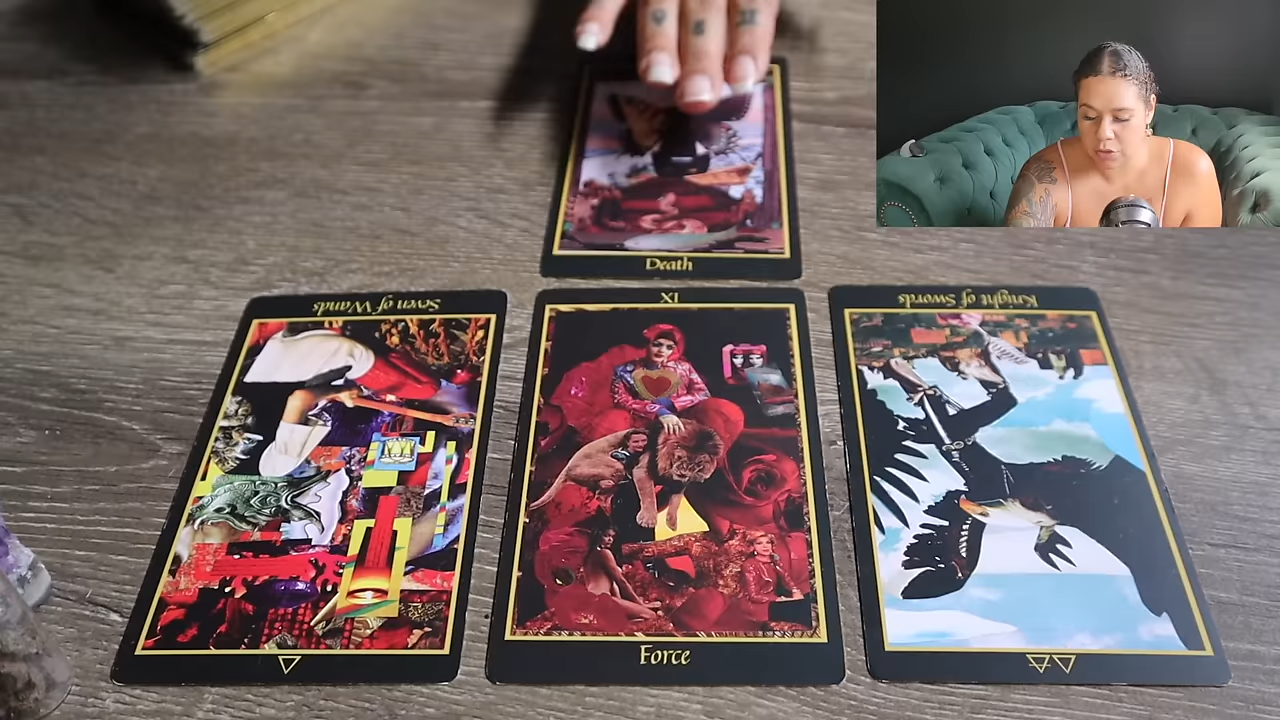 Death
Seven of Wands
XI
Knight of Swords
Force